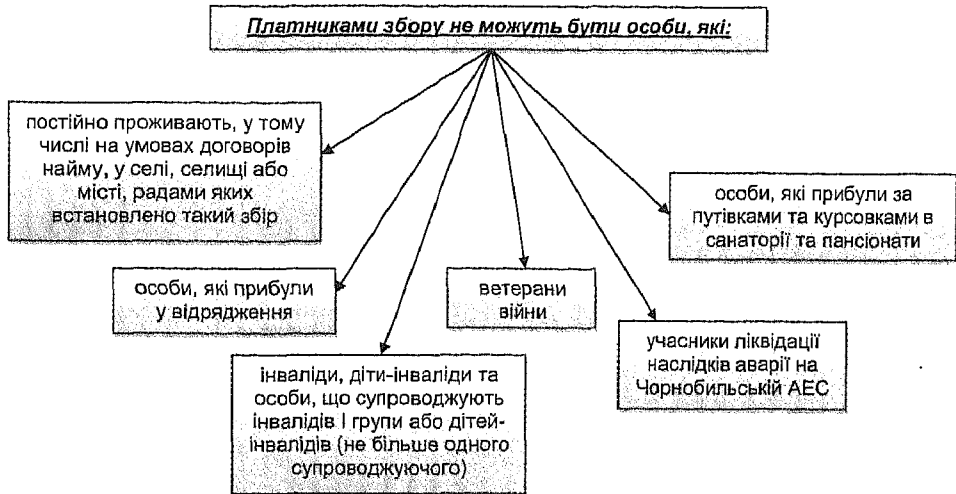 Платниками збору не можуть бути особи, які:
постійно проживають, у тому
числі на умовах договорів
найму, у селі, селищі або
місті, радами яких
встановлено такий збір
особи, які прибули
у відрядження
інваліди, діти-інваліди та
особи, що супроводжують
інвалідів І групи або дітей-
інвалідів (не більше одного
супроводжуючого)
ветерани
війни
учасники ліквідації
наслідків аварії на
Чорнобильській АЕС
особи, які прибули за
путівками та курсовками в
санаторії та пансіонати